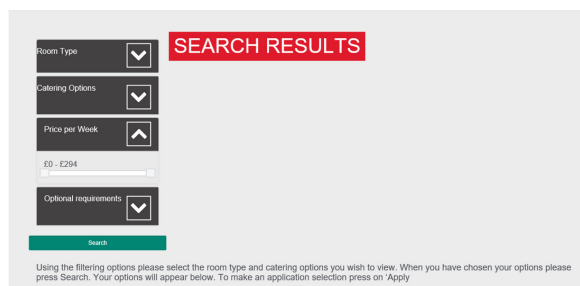 SEARCH RESULTS
Room Type
Catering Options
Price per Week
£0 - £294
Optional requirements
Search
Using the filtering options please select the room type and catering options you wish to view. When you have chosen your options please
press Search. Your options will appear below. To make an application selection press on 'Apply